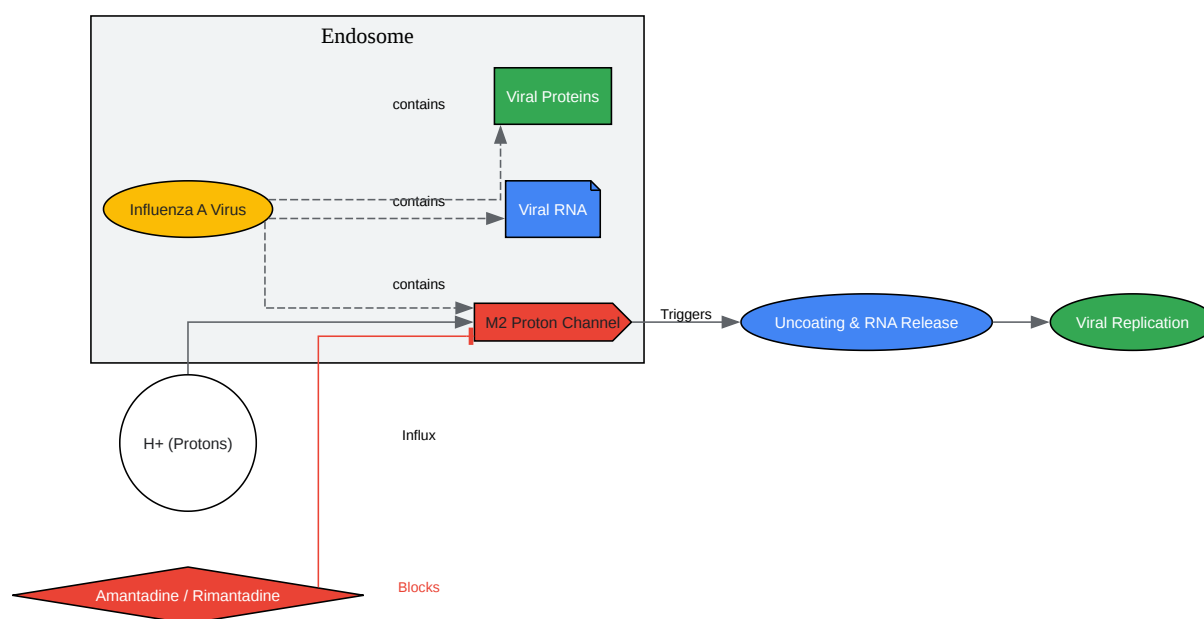 Endosome
Viral Proteins
contains
Influenza A Virus
contains
Viral RNA
contains
M2 Proton Channel
Triggers
Uncoating & RNA Release
Viral Replication
H+ (Protons)
Influx
Amantadine / Rimantadine
Blocks